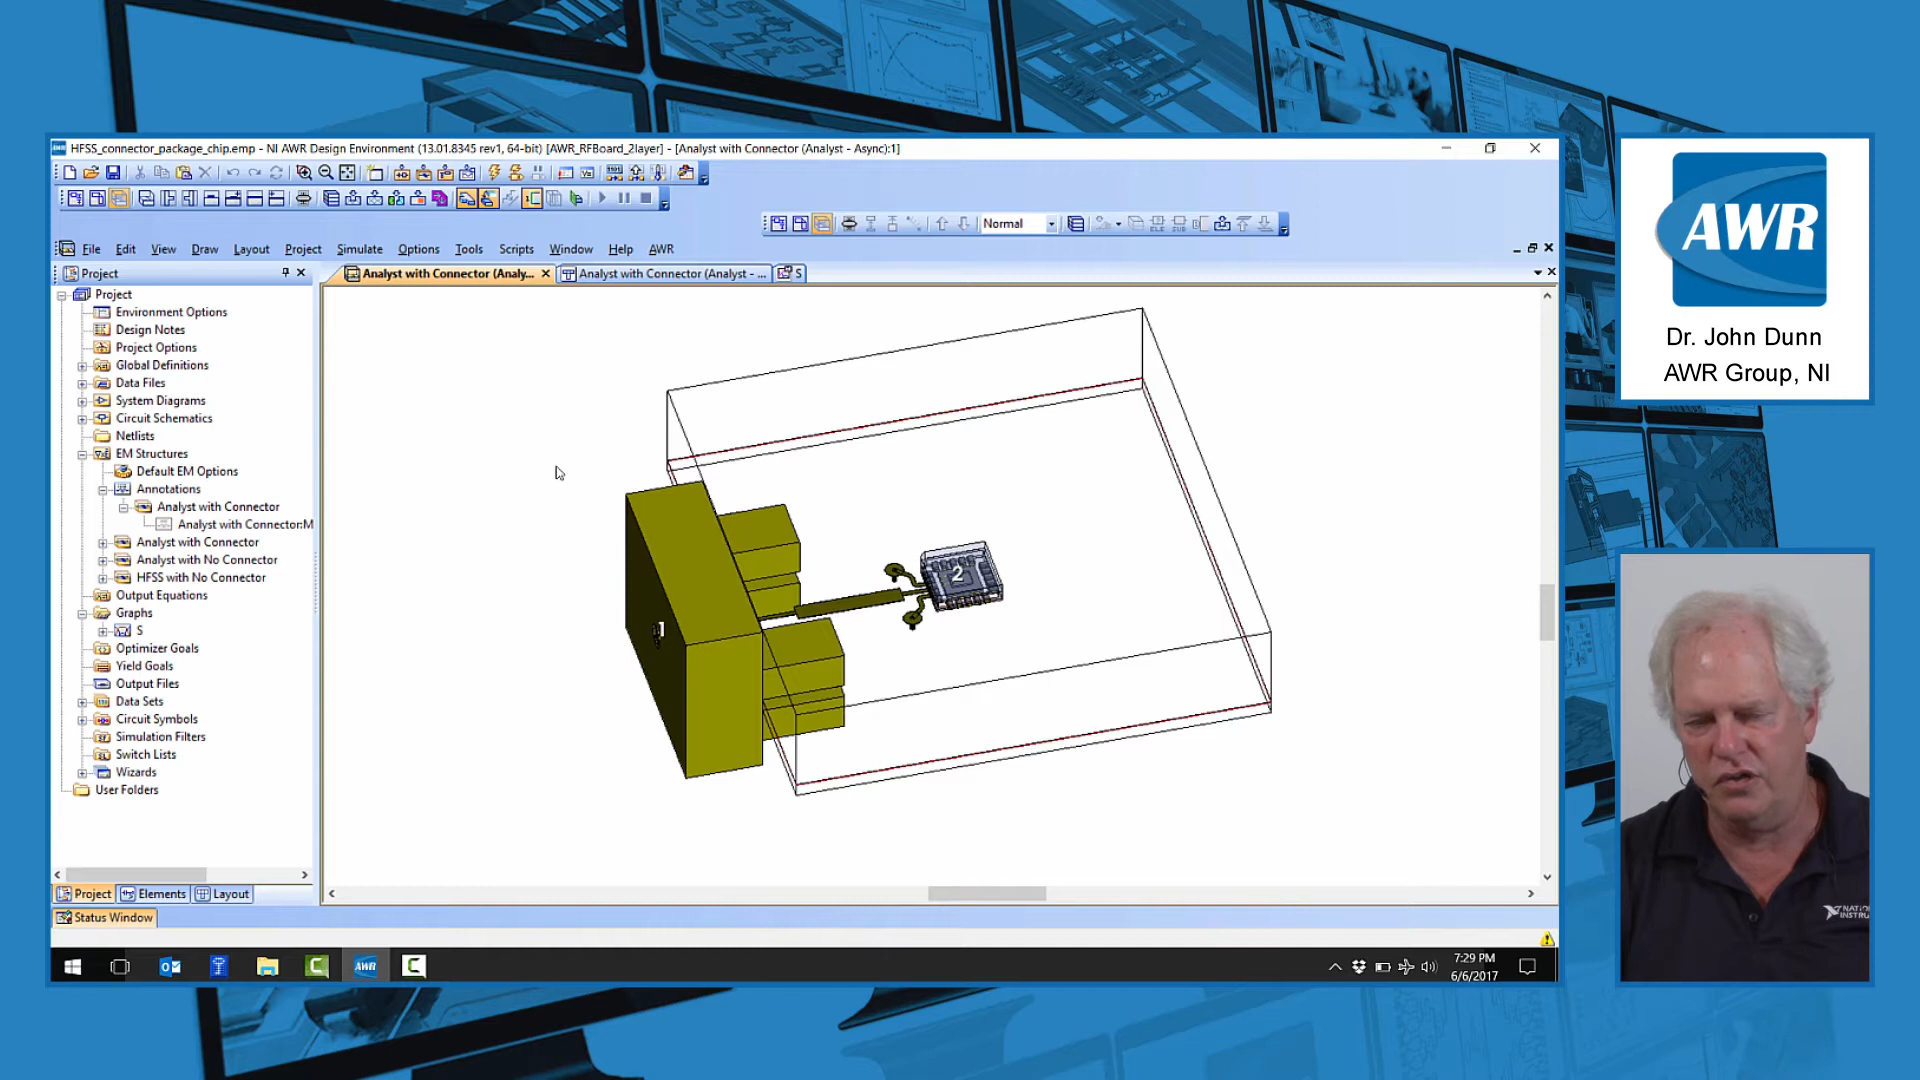 HFSS_connector_package_chip.emp - NI AWR Design Environment (13.01.8345 rev1, 64-bit) [AWR_RFBoard_2layer] - [Analyst with Connector (Analyst - Async):1]
Normal
File Edit View Draw Layout Project Simulate Options Tools Scripts Window Help AWR
Project
Analyst with Connector (Analy...
Analyst with Connector (Analyst - ...
S
Project
Environment Options
Design Notes
Project Options
Global Definitions
Data Files
System Diagrams
Circuit Schematics
Netlists
EM Structures
Default EM Options
Annotations
Analyst with Connector
Analyst with Connector:M
Analyst with Connector
Analyst with No Connector
HFSS with No Connector
Output Equations
Graphs
S
Optimizer Goals
Yield Goals
Output Files
Data Sets
Circuit Symbols
Simulation Filters
Switch Lists
Wizards
User Folders
1
2
Project Elements Layout
Status Window
AWR
7:29 PM
6/6/2017
AWR
Dr. John Dunn
AWR Group, NI